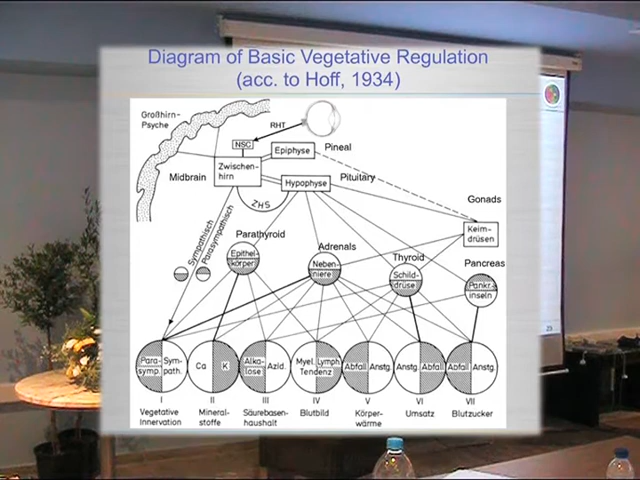 Diagram of Basic Vegetative Regulation
(acc. to Hoff, 1934)
Großhirn-
Psyche
RHT
NSC
Epiphyse
Pineal
Midbrain
Zwischen-
hirn
Hypophyse
Pituitary
ZHS
Gonads
Keim-
drüsen
Sympathisch
Parasympathisch
Parathyroid
Epithel-
körper
Adrenals
Neben-
niere
Thyroid
Schild-
drüse
Pancreas
Pankr.
inseln
Para-
symp.
Sym-
path.
Ca
K
Alka-
lose
Azid.
Myel.
Lymph.
Tendenz
Abfall
Anstg.
Anstg.
Abfall
Abfall
Anstg.
I
II
III
IV
V
VI
VII
Vegetative
Innervation
Mineral-
stoffe
Säurebasen-
haushalt
Blutbild
Körper-
wärme
Umsatz
Blutzucker
23